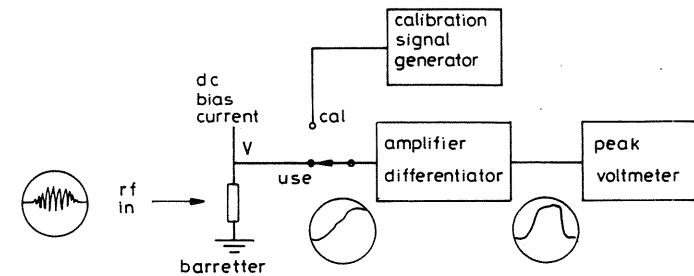 calibration
signal
generator
dc
bias
current
cal
V
use
amplifier
differentiator
peak
voltmeter
rf
in
barretter